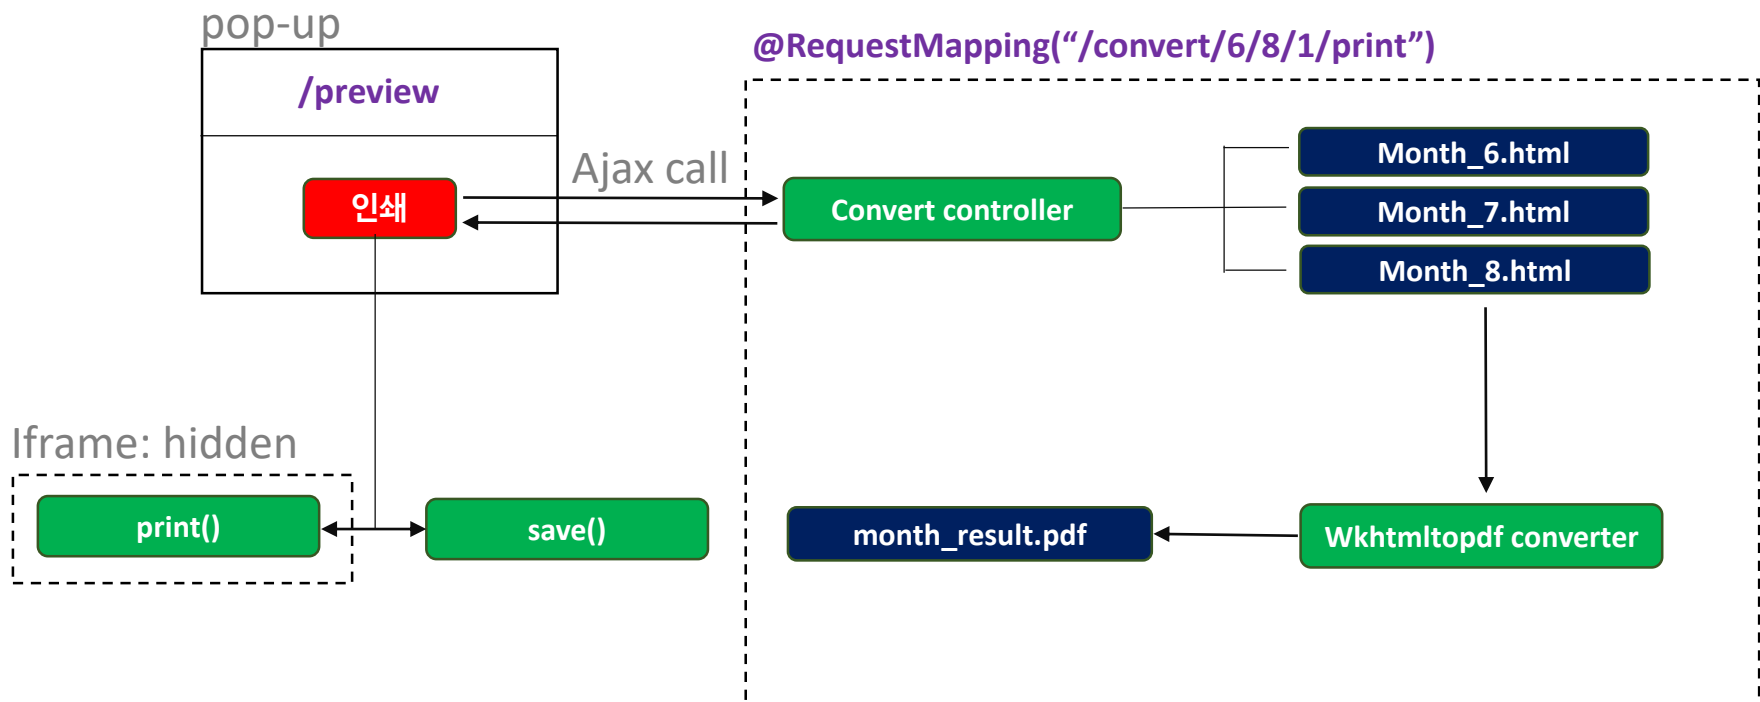 pop-up
/preview
인쇄
Ajax call
@RequestMapping(“/convert/6/8/1/print”)
Convert controller
Month_6.html
Month_7.html
Month_8.html
Iframe: hidden
print()
save()
month_result.pdf
Wkhtmltopdf converter